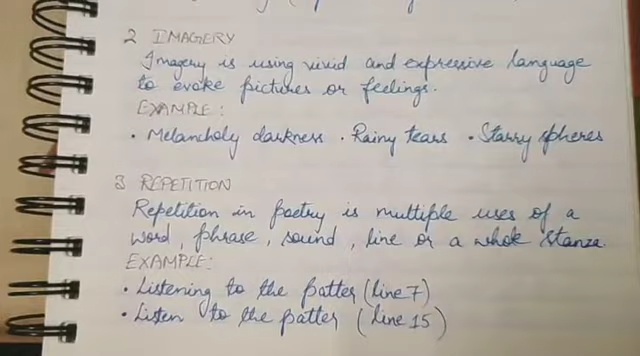 2 IMAGERY
Imagery is using vivid and expressive language
to evoke pictures or feelings.
EXAMPLE:
• Melancholy darkness • Rainy tears • Starry spheres
3 REPETITION
Repetition in poetry is multiple uses of a
word, phrase, sound, line or a whole stanza
EXAMPLE:
• Listening to the patter (line 7)
• Listen to the patter (line 15)